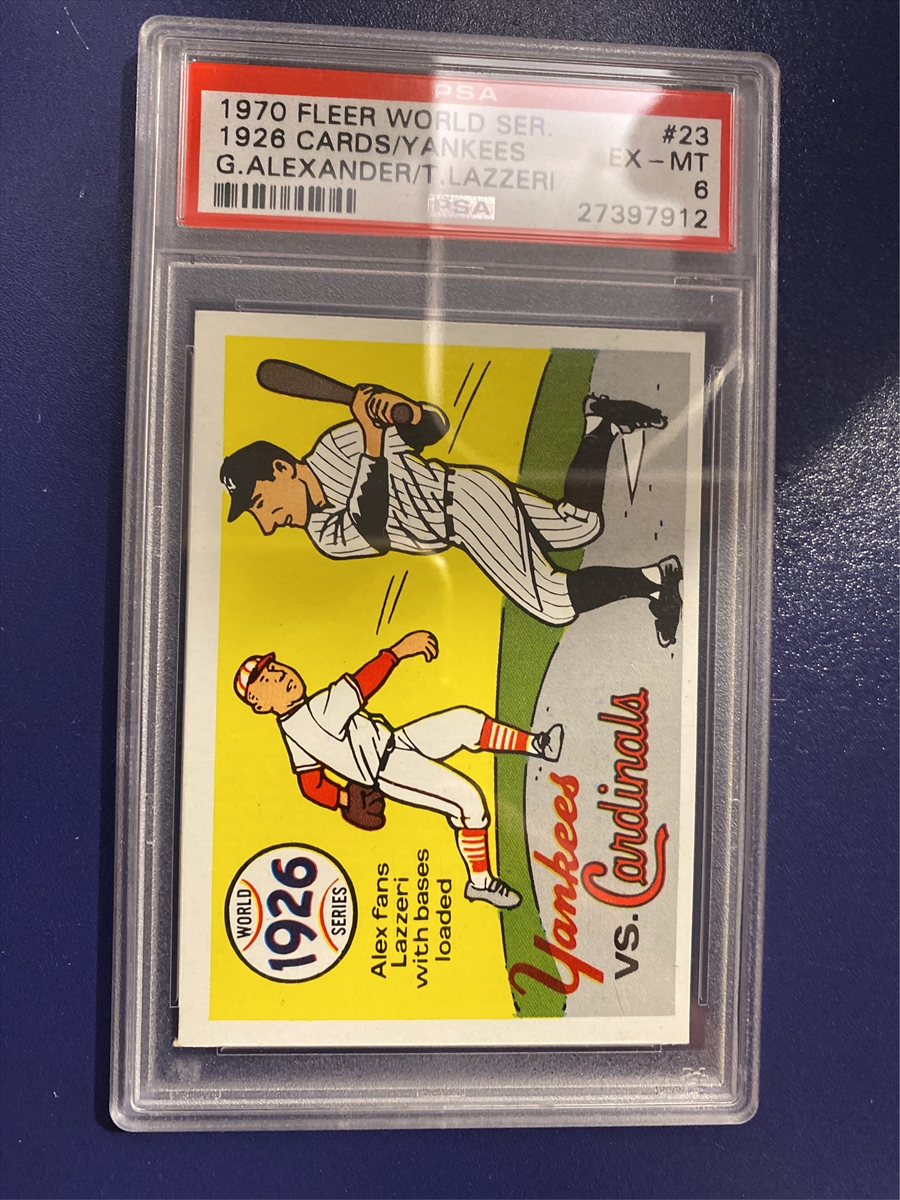 PSA
1970 FLEER WORLD SER. #23
1926 CARDS/YANKEES EX - MT
G.ALEXANDER/T.LAZZERI 6
PSA 27397912
WORLD
1926
SERIES
Alex fans
Lazzeri
with bases
loaded
Yankees
vs. Cardinals